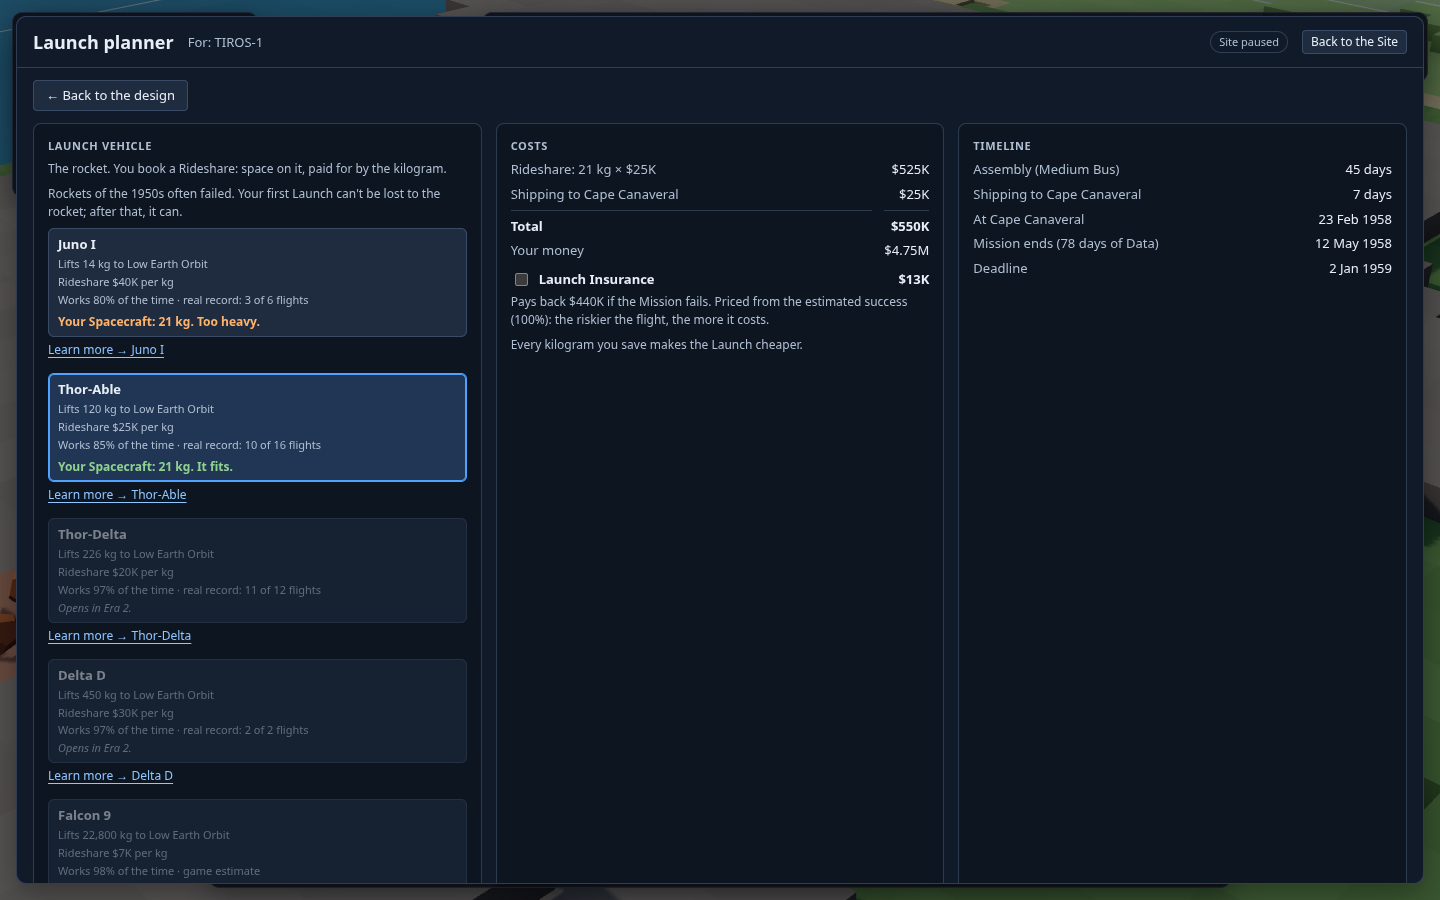 Launch planner
For: TIROS-1
Site paused
Back to the Site
← Back to the design
LAUNCH VEHICLE
The rocket. You book a Rideshare: space on it, paid for by the kilogram.
Rockets of the 1950s often failed. Your first Launch can't be lost to the
rocket; after that, it can.
Juno I
Lifts 14 kg to Low Earth Orbit
Rideshare $40K per kg
Works 80% of the time · real record: 3 of 6 flights
Your Spacecraft: 21 kg. Too heavy.
Learn more → Juno I
Thor-Able
Lifts 120 kg to Low Earth Orbit
Rideshare $25K per kg
Works 85% of the time · real record: 10 of 16 flights
Your Spacecraft: 21 kg. It fits.
Learn more → Thor-Able
Thor-Delta
Lifts 226 kg to Low Earth Orbit
Rideshare $20K per kg
Works 97% of the time · real record: 11 of 12 flights
Opens in Era 2.
Learn more → Thor-Delta
Delta D
Lifts 450 kg to Low Earth Orbit
Rideshare $30K per kg
Works 97% of the time · real record: 2 of 2 flights
Opens in Era 2.
Learn more → Delta D
Falcon 9
Lifts 22,800 kg to Low Earth Orbit
Rideshare $7K per kg
Works 98% of the time · game estimate
COSTS
Rideshare: 21 kg × $25K $525K
Shipping to Cape Canaveral $25K
Total $550K
Your money $4.75M
Launch Insurance $13K
Pays back $440K if the Mission fails. Priced from the estimated success
(100%): the riskier the flight, the more it costs.
Every kilogram you save makes the Launch cheaper.
TIMELINE
Assembly (Medium Bus) 45 days
Shipping to Cape Canaveral 7 days
At Cape Canaveral 23 Feb 1958
Mission ends (78 days of Data) 12 May 1958
Deadline 2 Jan 1959